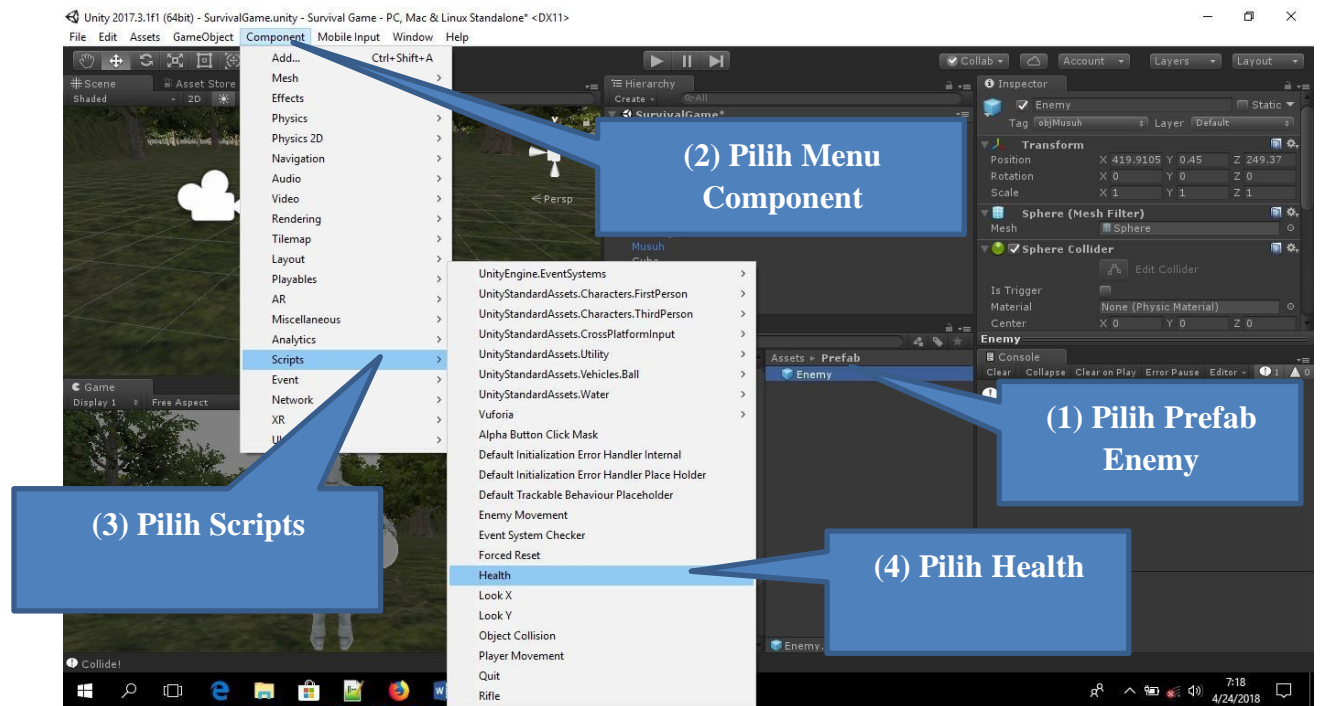 Unity 2017.3.1f1 (64bit) - SurvivalGame.unity - Survival Game - PC, Mac & Linux Standalone* <DX11>
File Edit Assets GameObject Component Mobile Input Window Help
Collab Account Layers Layout
Scene Asset Store
Shaded 2D
Persp
Add... Ctrl+Shift+A
Mesh
Effects
Physics
Physics 2D
Navigation
Audio
Video
Rendering
Tilemap
Layout
Playables
AR
Miscellaneous
Analytics
Scripts
Event
Network
XR
UI
Game
Display 1 Free Aspect
UnityEngine.EventSystems
UnityStandardAssets.Characters.FirstPerson
UnityStandardAssets.Characters.ThirdPerson
UnityStandardAssets.CrossPlatformInput
UnityStandardAssets.Utility
UnityStandardAssets.Vehicles.Ball
UnityStandardAssets.Water
Vuforia
Alpha Button Click Mask
Default Initialization Error Handler Internal
Default Initialization Error Handler Place Holder
Default Trackable Behaviour Placeholder
Enemy Movement
Event System Checker
Forced Reset
Health
Look X
Look Y
Object Collision
Player Movement
Quit
Rifle
Hierarchy
Create All
SurvivalGame*
Musuh
Cube
Assets Prefab
Enemy
Enemy.
Inspector
Enemy Static
Tag objMusuh Layer Default
Transform
Position X 419.9105 Y 0.45 Z 249.37
Rotation X 0 Y 0 Z 0
Scale X 1 Y 1 Z 1
Sphere (Mesh Filter)
Mesh Sphere
Sphere Collider
Edit Collider
Is Trigger
Material None (Physic Material)
Center X 0 Y 0 Z 0
Enemy
Console
Clear Collapse Clear on Play Error Pause Editor 1 0
(1) Pilih Prefab
Enemy
(2) Pilih Menu
Component
(3) Pilih Scripts
(4) Pilih Health
Collide!
7:18
4/24/2018